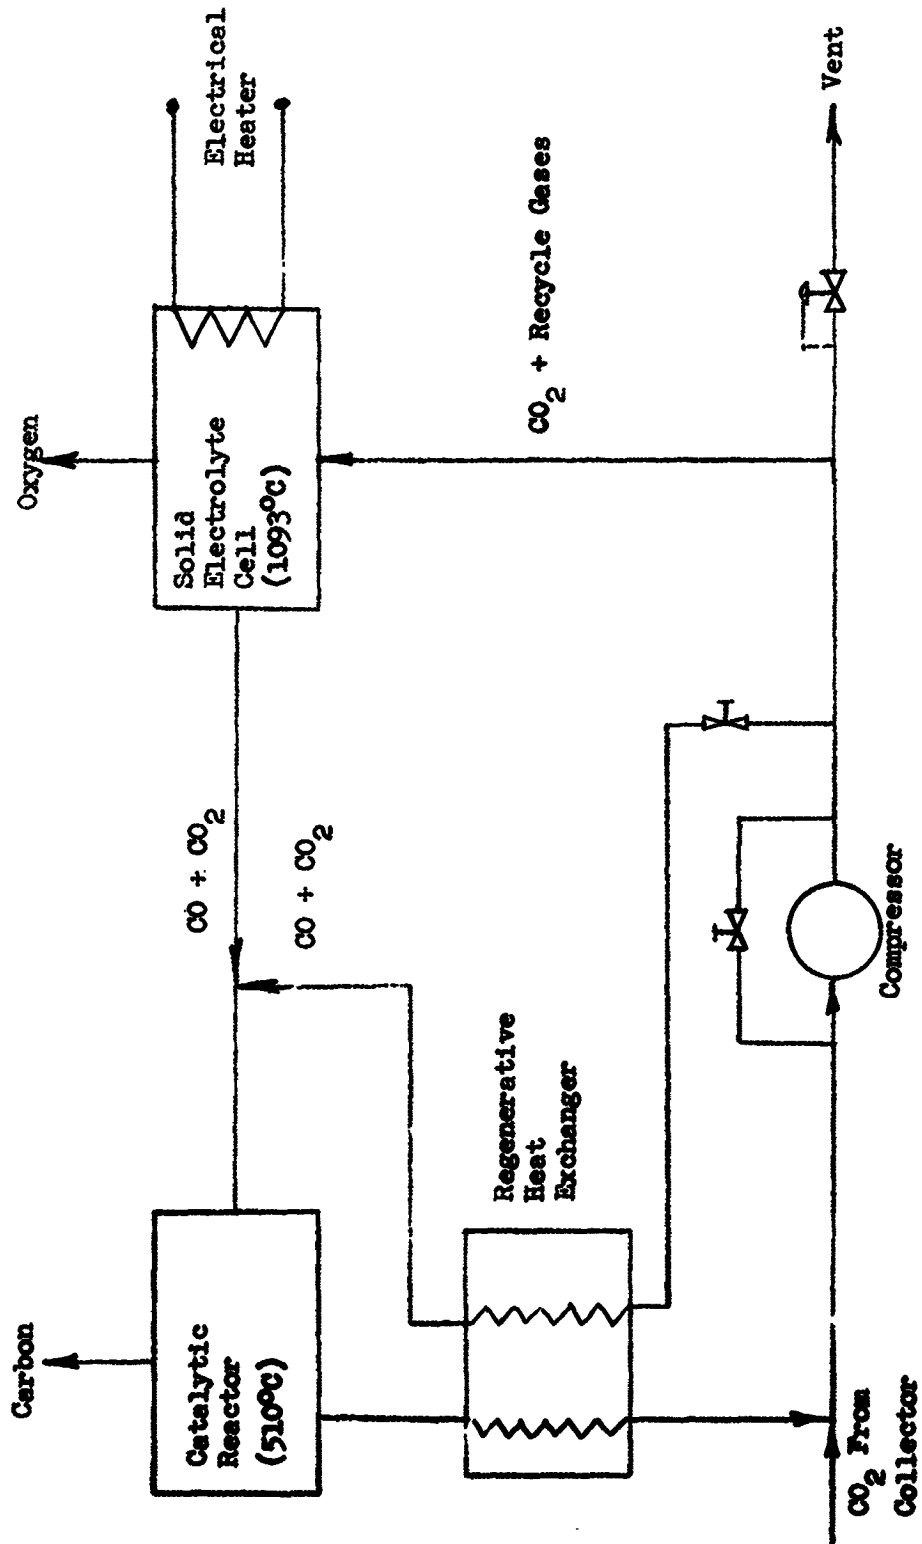 Carbon
Catalytic
Reactor
(510°C)
CO + CO2
CO + CO2
Oxygen
Solid
Electrolyte
Cell
(1093°C)
Electrical
Heater
Regenerative
Heat
Exchanger
CO2 + Recycle Gases
CO2 From
Collector
Compressor
Vent